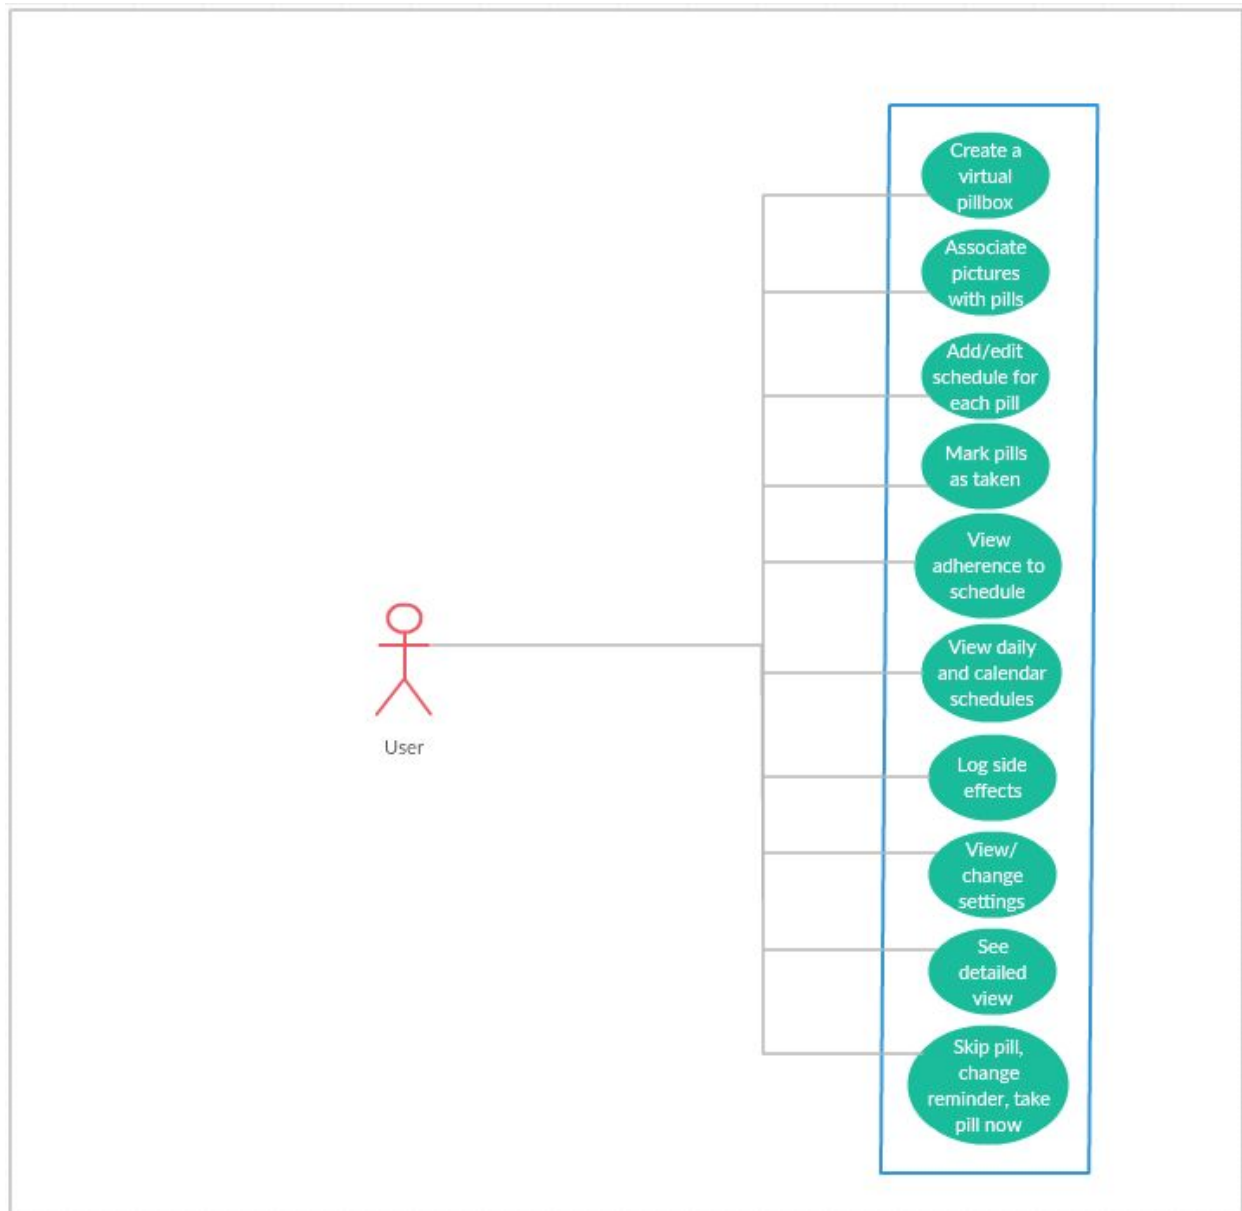 Create a
virtual
pillbox
Associate
pictures
with pills
Add/edit
schedule for
each pill
Mark pills
as taken
View
adherence to
schedule
View daily
and calendar
schedules
Log side
effects
View/
change
settings
See
detailed
view
Skip pill,
change
reminder, take
pill now
User